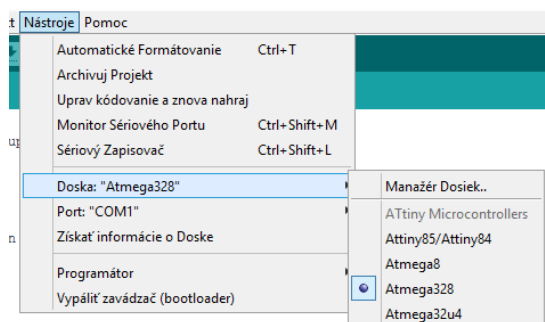 Nástroje Pomoc
Automatické Formátovanie Ctrl+T
Archivuj Projekt
Uprav kódovanie a znova nahraj
Monitor Sériového Portu Ctrl+Shift+M
Sériový Zapisovač Ctrl+Shift+L
Doska: "Atmega328"
Port: "COM1"
Získať informácie o Doske
Programátor
Vypáliť zavádzač (bootloader)
Manažér Dosiek..
ATtiny Microcontrollers
Attiny85/Attiny84
Atmega8
Atmega328
Atmega32u4